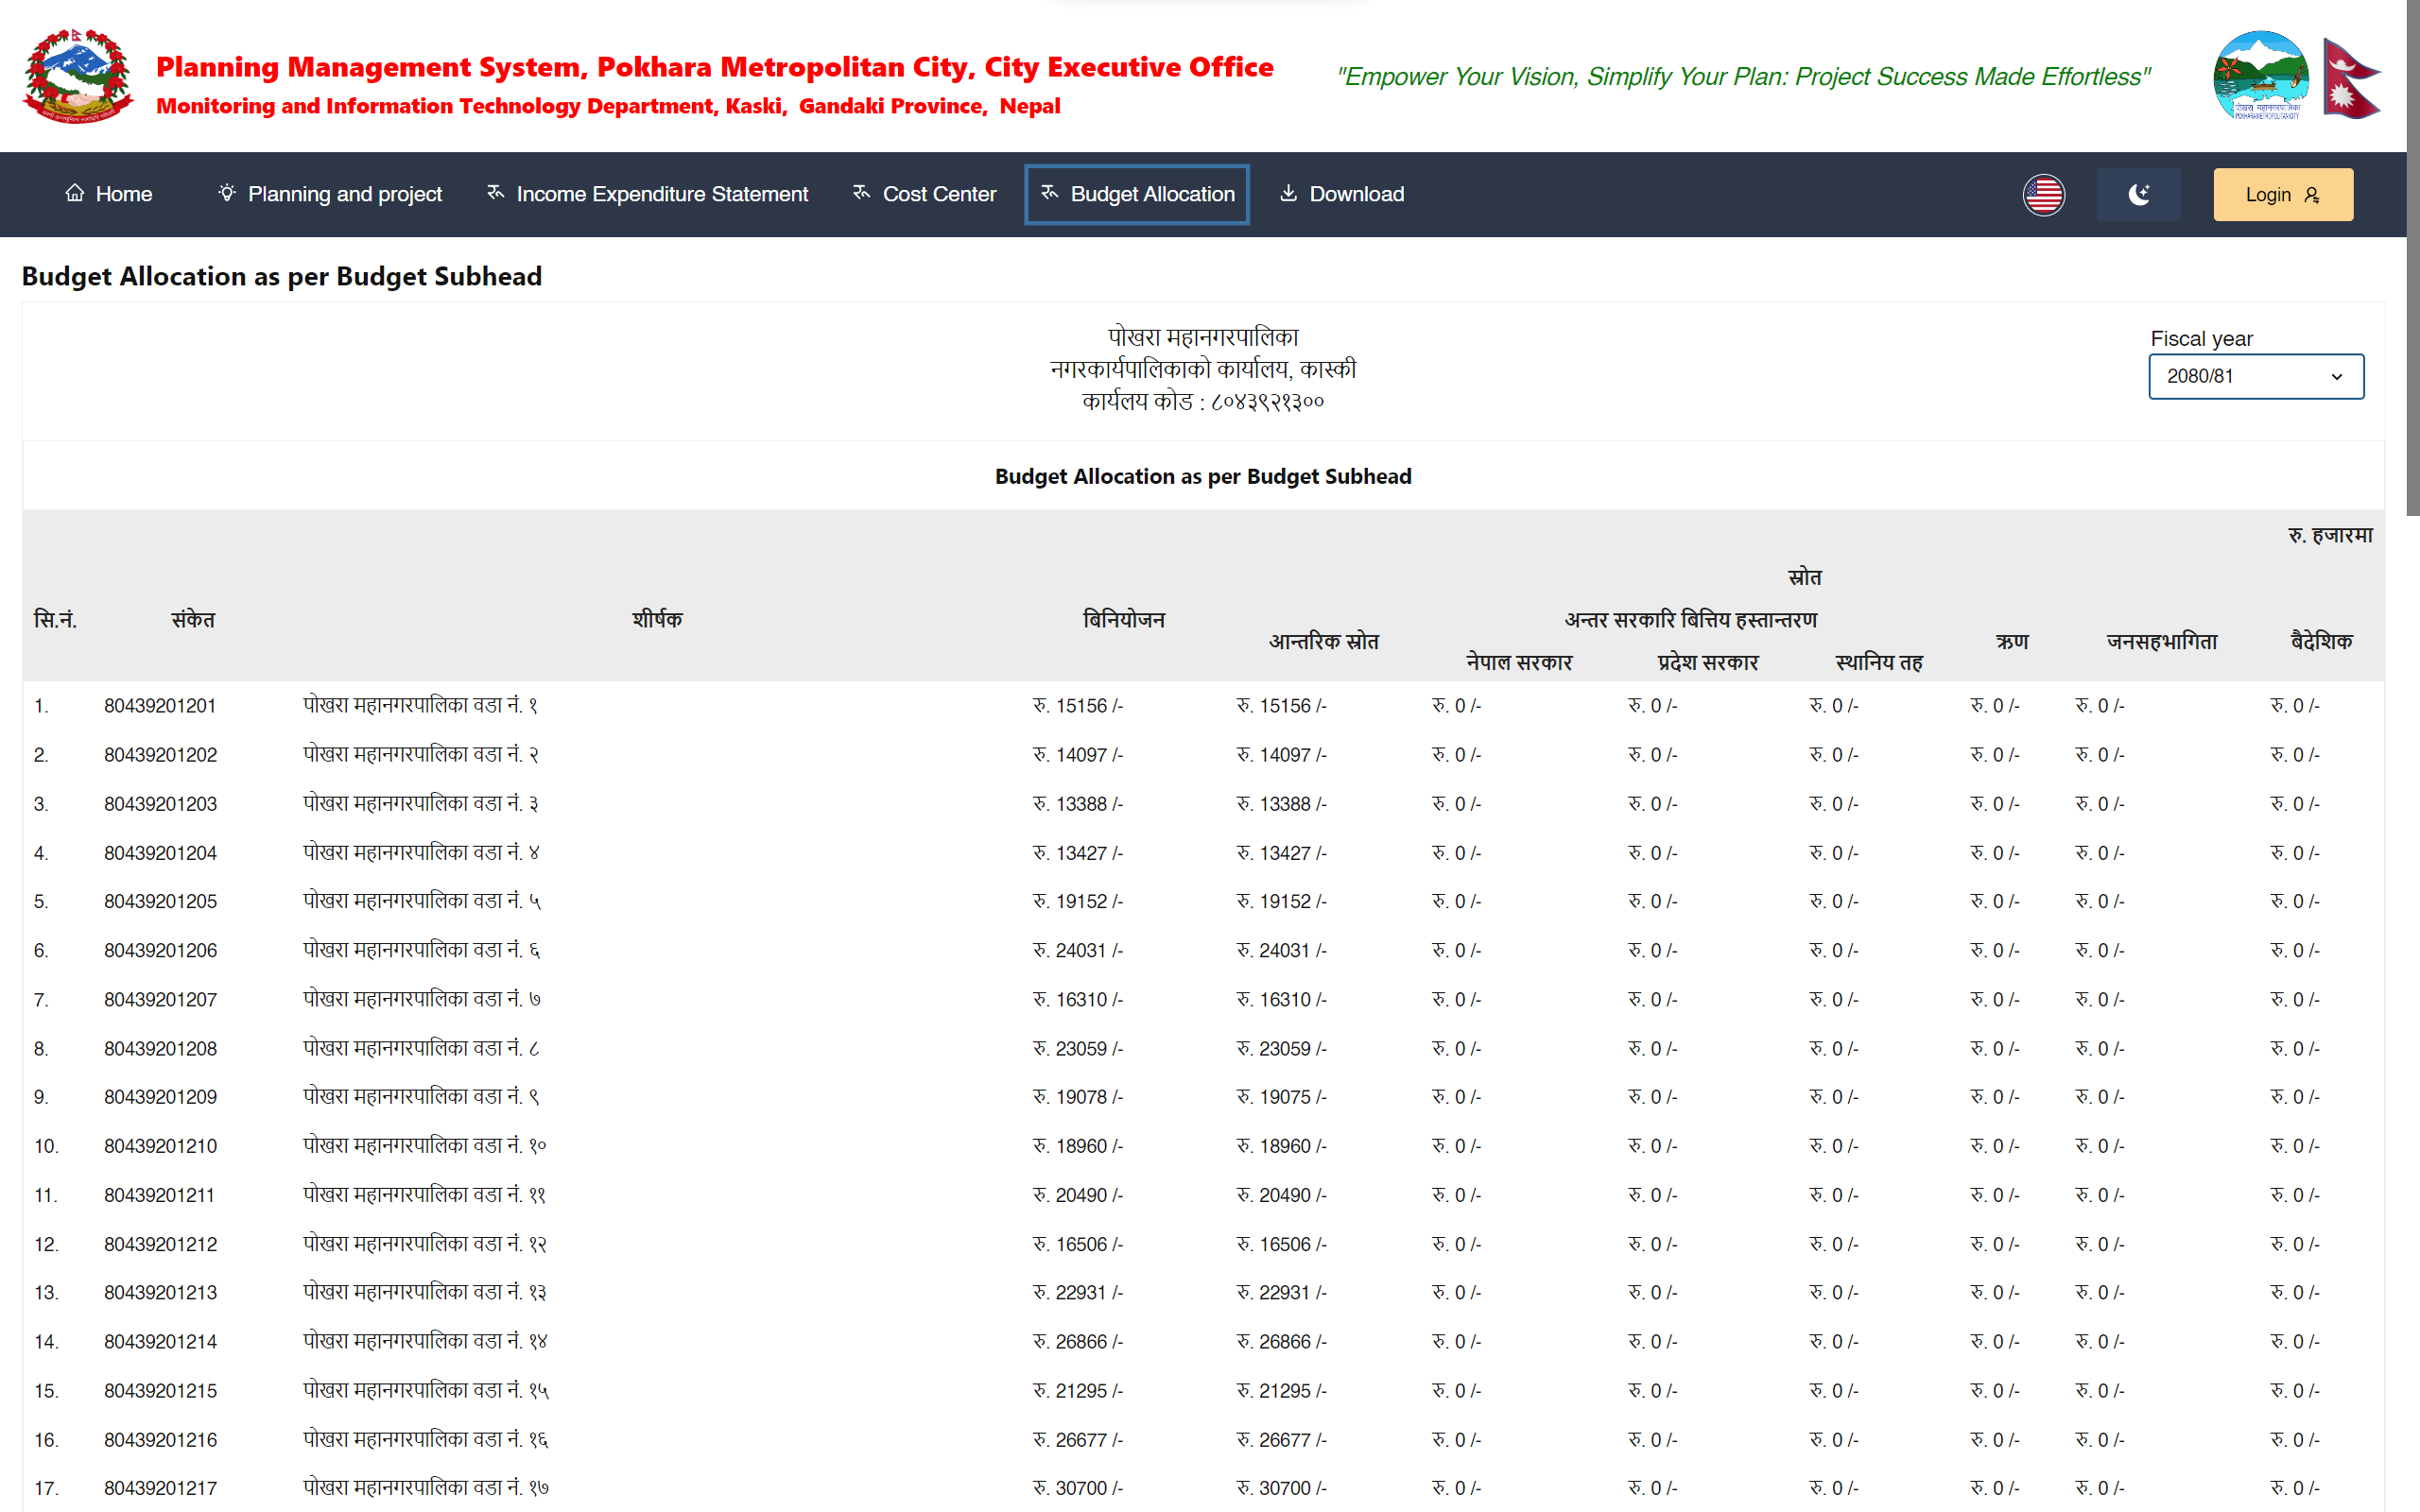 Planning Management System, Pokhara Metropolitan City, City Executive Office
Monitoring and Information Technology Department, Kaski, Gandaki Province, Nepal
"Empower Your Vision, Simplify Your Plan: Project Success Made Effortless"
पोखरा महानगरपालिका
POKHARA METROPOLITAN CITY
Home Planning and project Income Expenditure Statement Cost Center Budget Allocation Download Login
Budget Allocation as per Budget Subhead
पोखरा महानगरपालिका
नगरकार्यपालिकाको कार्यालय, कास्की
कार्यलय कोड : ८०४३९२१३००
Fiscal year
2080/81
Budget Allocation as per Budget Subhead
रु. हजारमा
स्रोत
सि.नं. संकेत शीर्षक बिनियोजन अन्तर सरकारि बित्तिय हस्तान्तरण
आन्तरिक स्रोत ऋण जनसहभागिता बैदेशिक
नेपाल सरकार प्रदेश सरकार स्थानिय तह
1. 80439201201 पोखरा महानगरपालिका वडा नं. १ रु. 15156 /- रु. 15156 /- रु. 0 /- रु. 0 /- रु. 0 /- रु. 0 /- रु. 0 /- रु. 0 /-
2. 80439201202 पोखरा महानगरपालिका वडा नं. २ रु. 14097 /- रु. 14097 /- रु. 0 /- रु. 0 /- रु. 0 /- रु. 0 /- रु. 0 /- रु. 0 /-
3. 80439201203 पोखरा महानगरपालिका वडा नं. ३ रु. 13388 /- रु. 13388 /- रु. 0 /- रु. 0 /- रु. 0 /- रु. 0 /- रु. 0 /- रु. 0 /-
4. 80439201204 पोखरा महानगरपालिका वडा नं. ४ रु. 13427 /- रु. 13427 /- रु. 0 /- रु. 0 /- रु. 0 /- रु. 0 /- रु. 0 /- रु. 0 /-
5. 80439201205 पोखरा महानगरपालिका वडा नं. ५ रु. 19152 /- रु. 19152 /- रु. 0 /- रु. 0 /- रु. 0 /- रु. 0 /- रु. 0 /- रु. 0 /-
6. 80439201206 पोखरा महानगरपालिका वडा नं. ६ रु. 24031 /- रु. 24031 /- रु. 0 /- रु. 0 /- रु. 0 /- रु. 0 /- रु. 0 /- रु. 0 /-
7. 80439201207 पोखरा महानगरपालिका वडा नं. ७ रु. 16310 /- रु. 16310 /- रु. 0 /- रु. 0 /- रु. 0 /- रु. 0 /- रु. 0 /- रु. 0 /-
8. 80439201208 पोखरा महानगरपालिका वडा नं. ८ रु. 23059 /- रु. 23059 /- रु. 0 /- रु. 0 /- रु. 0 /- रु. 0 /- रु. 0 /- रु. 0 /-
9. 80439201209 पोखरा महानगरपालिका वडा नं. ९ रु. 19078 /- रु. 19075 /- रु. 0 /- रु. 0 /- रु. 0 /- रु. 0 /- रु. 0 /- रु. 0 /-
10. 80439201210 पोखरा महानगरपालिका वडा नं. १० रु. 18960 /- रु. 18960 /- रु. 0 /- रु. 0 /- रु. 0 /- रु. 0 /- रु. 0 /- रु. 0 /-
11. 80439201211 पोखरा महानगरपालिका वडा नं. ११ रु. 20490 /- रु. 20490 /- रु. 0 /- रु. 0 /- रु. 0 /- रु. 0 /- रु. 0 /- रु. 0 /-
12. 80439201212 पोखरा महानगरपालिका वडा नं. १२ रु. 16506 /- रु. 16506 /- रु. 0 /- रु. 0 /- रु. 0 /- रु. 0 /- रु. 0 /- रु. 0 /-
13. 80439201213 पोखरा महानगरपालिका वडा नं. १३ रु. 22931 /- रु. 22931 /- रु. 0 /- रु. 0 /- रु. 0 /- रु. 0 /- रु. 0 /- रु. 0 /-
14. 80439201214 पोखरा महानगरपालिका वडा नं. १४ रु. 26866 /- रु. 26866 /- रु. 0 /- रु. 0 /- रु. 0 /- रु. 0 /- रु. 0 /- रु. 0 /-
15. 80439201215 पोखरा महानगरपालिका वडा नं. १५ रु. 21295 /- रु. 21295 /- रु. 0 /- रु. 0 /- रु. 0 /- रु. 0 /- रु. 0 /- रु. 0 /-
16. 80439201216 पोखरा महानगरपालिका वडा नं. १६ रु. 26677 /- रु. 26677 /- रु. 0 /- रु. 0 /- रु. 0 /- रु. 0 /- रु. 0 /- रु. 0 /-
17. 80439201217 पोखरा महानगरपालिका वडा नं. १७ रु. 30700 /- रु. 30700 /- रु. 0 /- रु. 0 /- रु. 0 /- रु. 0 /- रु. 0 /- रु. 0 /-